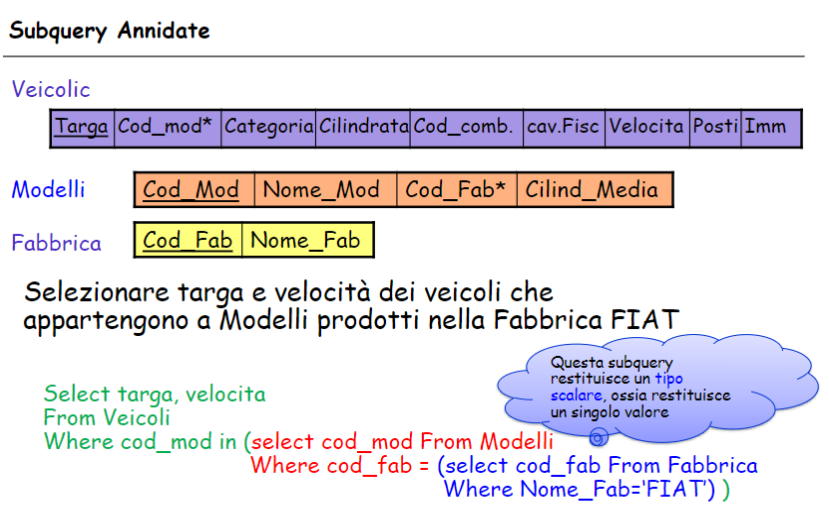 Subquery Annidate
Veicolic
Targa Cod_mod* Categoria Cilindrata Cod_comb. cav.Fisc Velocita Posti Imm
Modelli Cod_Mod Nome_Mod Cod_Fab* Cilind_Media
Fabbrica Cod_Fab Nome_Fab
Selezionare targa e velocità dei veicoli che
appartengono a Modelli prodotti nella Fabbrica FIAT
Questa subquery
restituisce un tipo
scalare, ossia restituisce
un singolo valore
Select targa, velocita
From Veicoli
Where cod_mod in (select cod_mod From Modelli
Where cod_fab = (select cod_fab From Fabbrica
Where Nome_Fab='FIAT') )